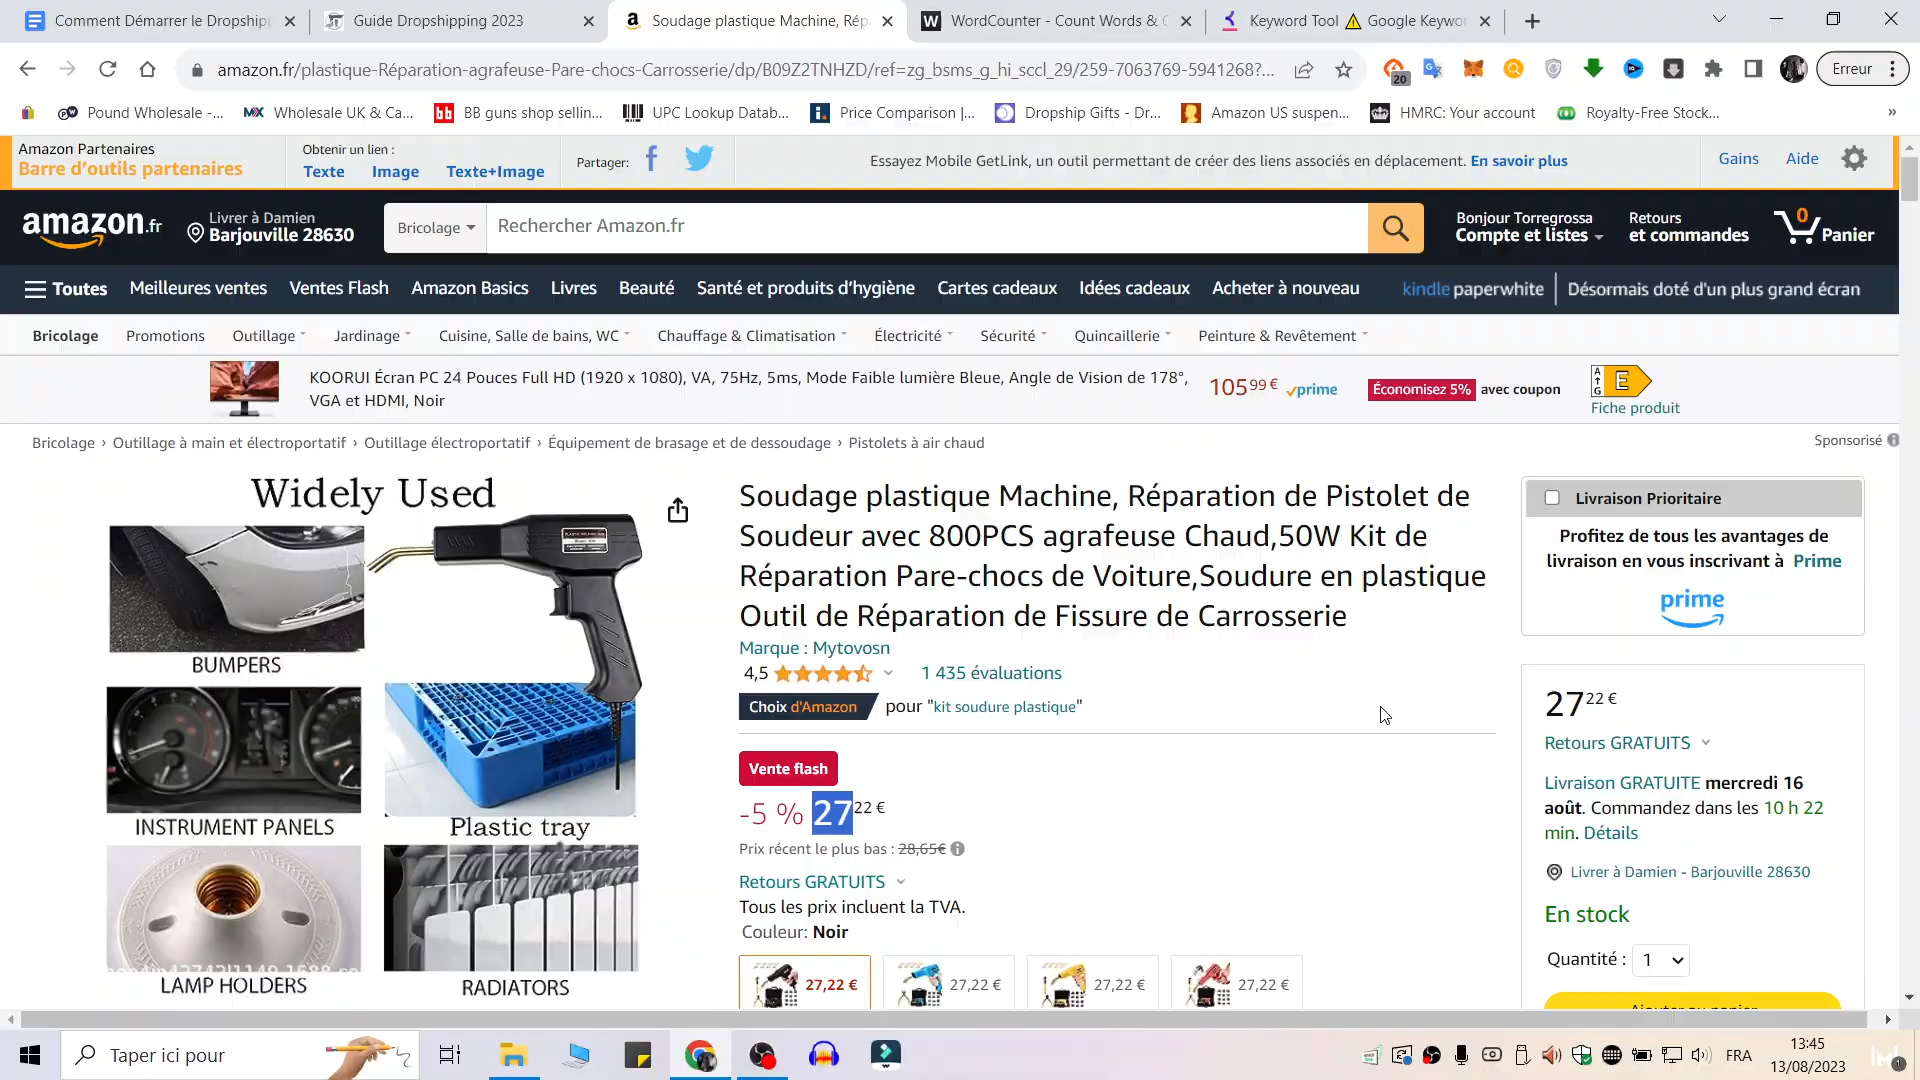 Comment Démarrer le Dropship
Guide Dropshipping 2023
Soudage plastique Machine, Rép
WordCounter - Count Words & C
Keyword Tool ⚠ Google Keywor
amazon.fr/plastique-Réparation-agrafeuse-Pare-chocs-Carrosserie/dp/B09Z2TNHZD/ref=zg_bsms_g_hi_sccl_29/259-7063769-5941268?...
20
Erreur
Pound Wholesale -...
Wholesale UK & Ca...
BB guns shop sellin...
UPC Lookup Datab...
Price Comparison |...
Dropship Gifts - Dr...
Amazon US suspen...
HMRC: Your account
Royalty-Free Stock...
»
Amazon Partenaires
Barre d'outils partenaires
Obtenir un lien :
Texte Image Texte+Image
Partager:
Essayez Mobile GetLink, un outil permettant de créer des liens associés en déplacement. En savoir plus
Gains Aide
amazon.fr
Livrer à Damien
Barjouville 28630
Bricolage
Rechercher Amazon.fr
Bonjour Torregrossa
Compte et listes
Retours
et commandes
0
Panier
Toutes Meilleures ventes Ventes Flash Amazon Basics Livres Beauté Santé et produits d'hygiène Cartes cadeaux Idées cadeaux Acheter à nouveau
kindle paperwhite Désormais doté d'un plus grand écran
Bricolage Promotions Outillage Jardinage Cuisine, Salle de bains, WC Chauffage & Climatisation Électricité Sécurité Quincaillerie Peinture & Revêtement
KOORUI Écran PC 24 Pouces Full HD (1920 x 1080), VA, 75Hz, 5ms, Mode Faible lumière Bleue, Angle de Vision de 178°,
VGA et HDMI, Noir
105,99 € prime
Économisez 5% avec coupon
A
G
E
Fiche produit
Bricolage › Outillage à main et électroportatif › Outillage électroportatif › Équipement de brasage et de dessoudage › Pistolets à air chaud
Sponsorisé
Widely Used
BUMPERS
INSTRUMENT PANELS
Plastic tray
LAMP HOLDERS
RADIATORS
Soudage plastique Machine, Réparation de Pistolet de
Soudeur avec 800PCS agrafeuse Chaud,50W Kit de
Réparation Pare-chocs de Voiture,Soudure en plastique
Outil de Réparation de Fissure de Carrosserie
Marque : Mytovosn
4,5 1 435 évaluations
Choix d'Amazon pour "kit soudure plastique"
Vente flash
-5 % 27 22 €
Prix récent le plus bas : 28,65€
Retours GRATUITS
Tous les prix incluent la TVA.
Couleur: Noir
27,22 €
27,22 €
27,22 €
27,22 €
Livraison Prioritaire
Profitez de tous les avantages de
livraison en vous inscrivant à Prime
prime
27 22 €
Retours GRATUITS
Livraison GRATUITE mercredi 16
août. Commandez dans les 10 h 22
min. Détails
Livrer à Damien - Barjouville 28630
En stock
Quantité : 1
Ajouter au panier
Taper ici pour
FRA
13:45
13/08/2023
1